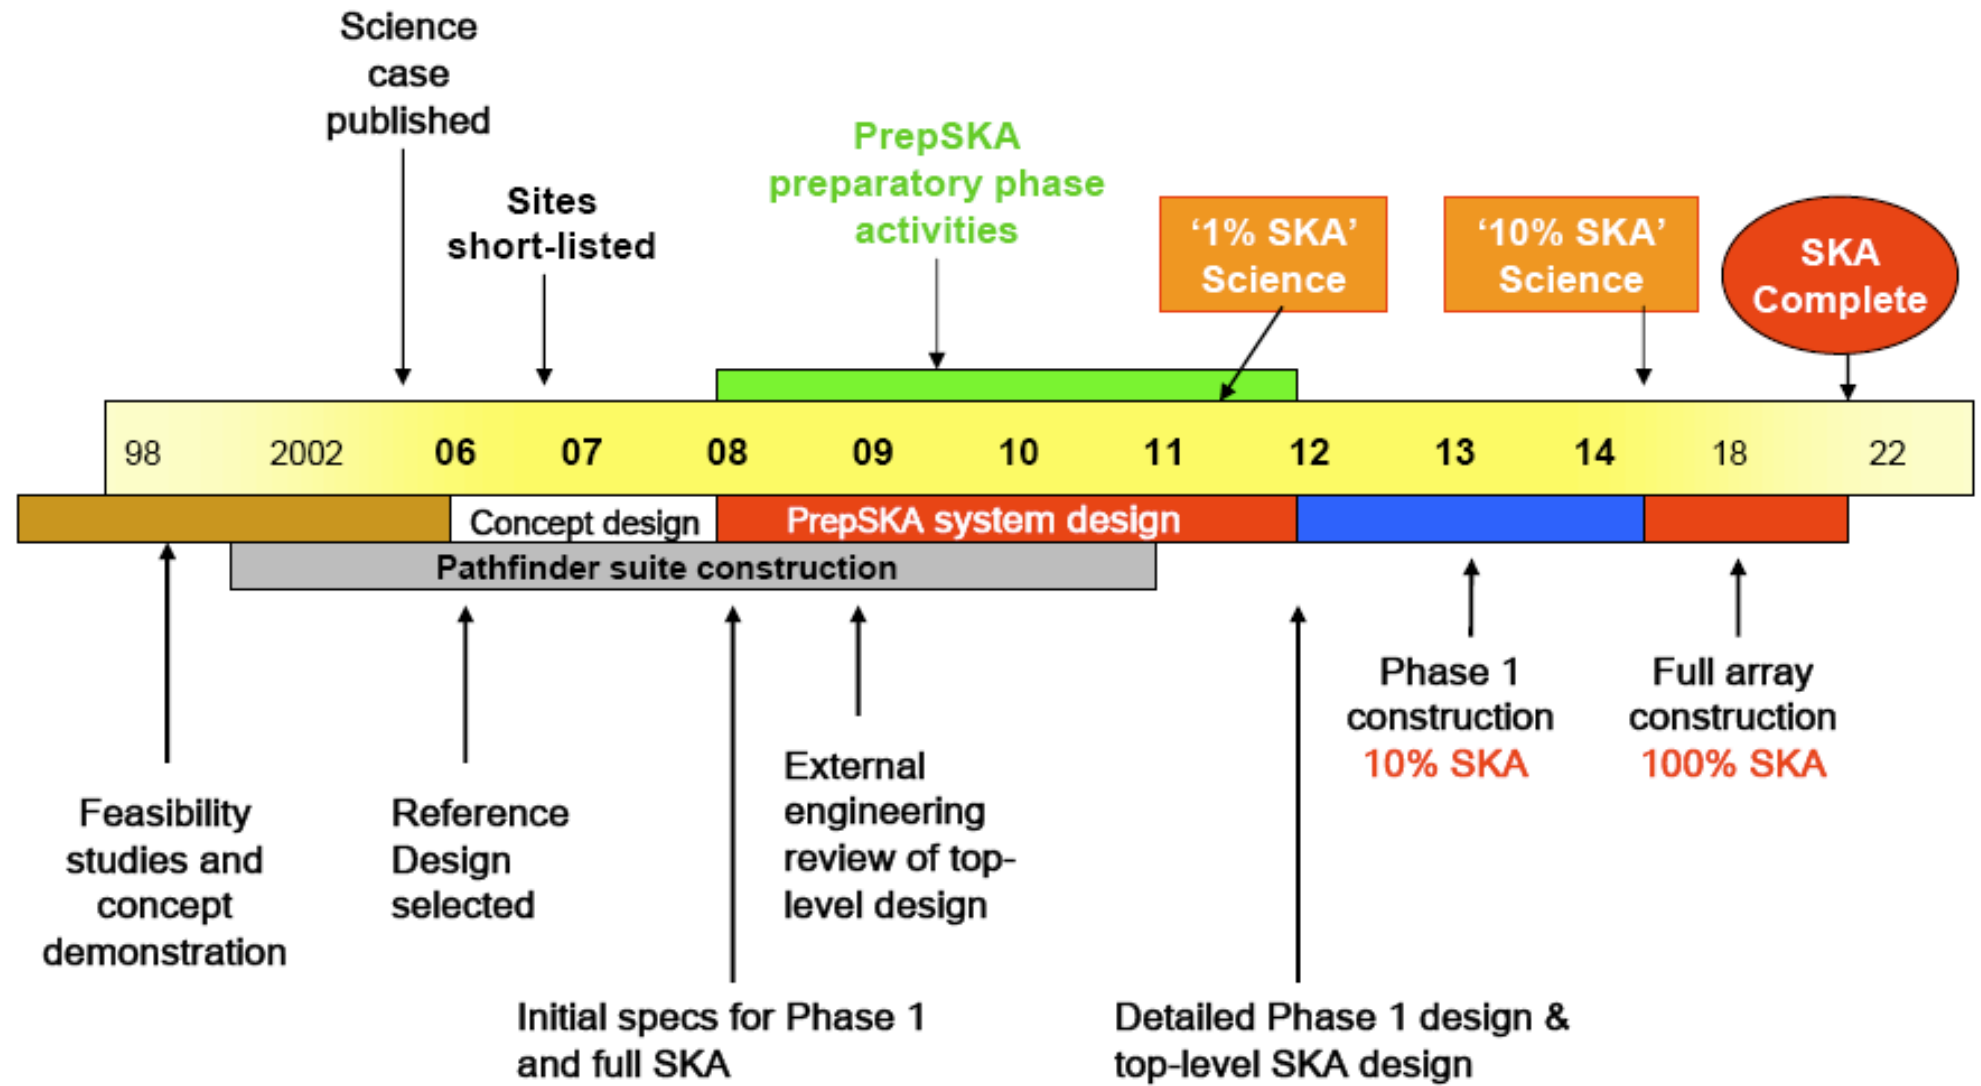 Science
case
published
Sites
short-listed
PrepSKA
preparatory phase
activities
‘1% SKA’
Science
‘10% SKA’
Science
SKA
Complete
98 2002 06 07 08 09 10 11 12 13 14 18 22
Concept design
PrepSKA system design
Pathfinder suite construction
Feasibility
studies and
concept
demonstration
Reference
Design
selected
Initial specs for Phase 1
and full SKA
External
engineering
review of top-
level design
Detailed Phase 1 design &
top-level SKA design
Phase 1
construction
10% SKA
Full array
construction
100% SKA